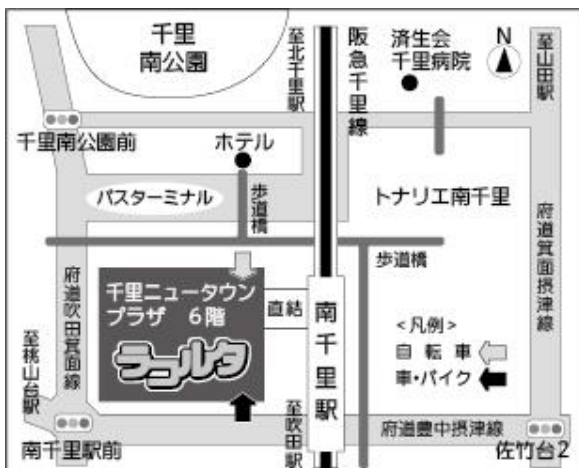 千里
南公園
至北千里駅
阪急千里線
済生会
千里病院
N
至山田駅
千里南公園前
ホテル
バスターミナル
歩道橋
トナリエ南千里
府道箕面摂津線
歩道橋
府道吹田箕面線
千里ニュータウン
プラザ 6階
ラコルタ
直結
南千里駅
<凡例>
自転車
車・バイク
至桃山台駅
南千里駅前
至吹田駅
府道豊中摂津線
佐竹台2